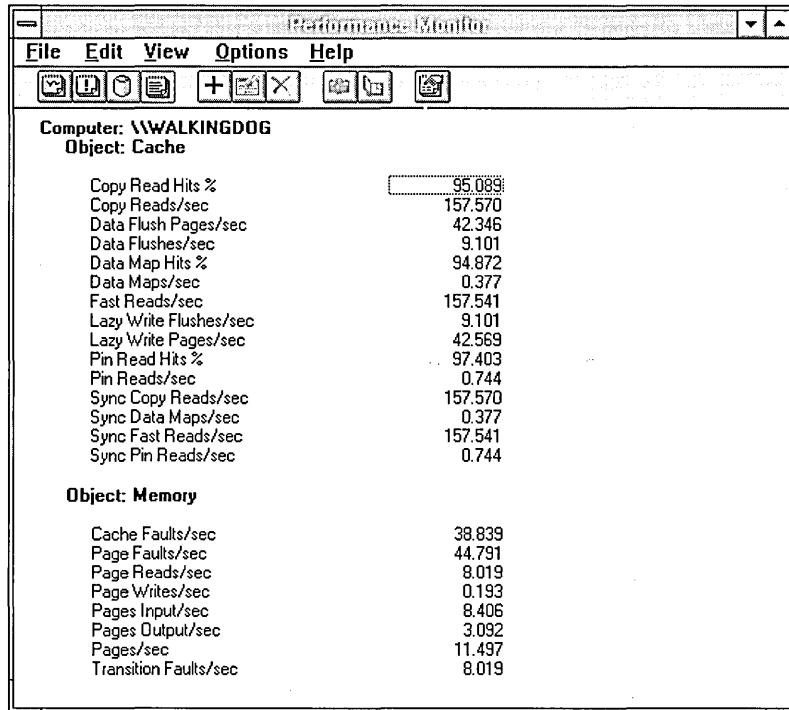 Performance Monitor
File Edit View Options Help
Computer: \\WALKINGDOG
Object: Cache
Copy Read Hits % 95.089
Copy Reads/sec 157.570
Data Flush Pages/sec 42.346
Data Flushes/sec 9.101
Data Map Hits % 94.872
Data Maps/sec 0.377
Fast Reads/sec 157.541
Lazy Write Flushes/sec 9.101
Lazy Write Pages/sec 42.569
Pin Read Hits % 97.403
Pin Reads/sec 0.744
Sync Copy Reads/sec 157.570
Sync Data Maps/sec 0.377
Sync Fast Reads/sec 157.541
Sync Pin Reads/sec 0.744
Object: Memory
Cache Faults/sec 38.839
Page Faults/sec 44.791
Page Reads/sec 8.019
Page Writes/sec 0.193
Pages Input/sec 8.406
Pages Output/sec 3.092
Pages/sec 11.497
Transition Faults/sec 8.019